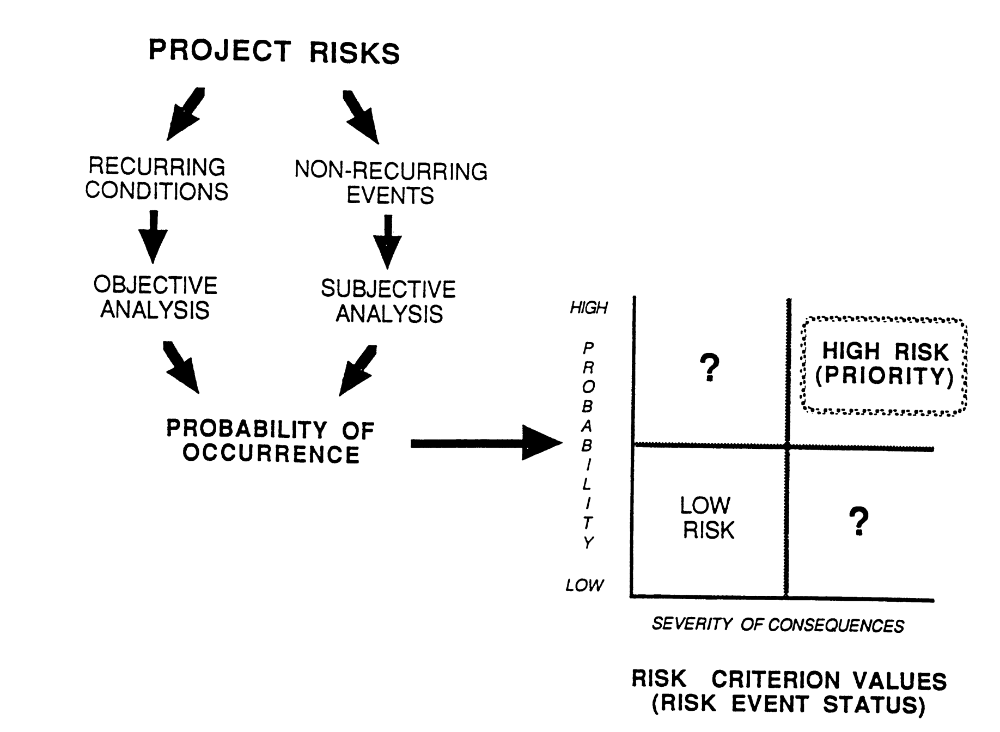 PROJECT RISKS
RECURRING
CONDITIONS
NON-RECURRING
EVENTS
OBJECTIVE
ANALYSIS
SUBJECTIVE
ANALYSIS
PROBABILITY OF
OCCURRENCE
HIGH
PROBABILITY
LOW
?
HIGH RISK
(PRIORITY)
LOW
RISK
?
SEVERITY OF CONSEQUENCES
RISK CRITERION VALUES
(RISK EVENT STATUS)